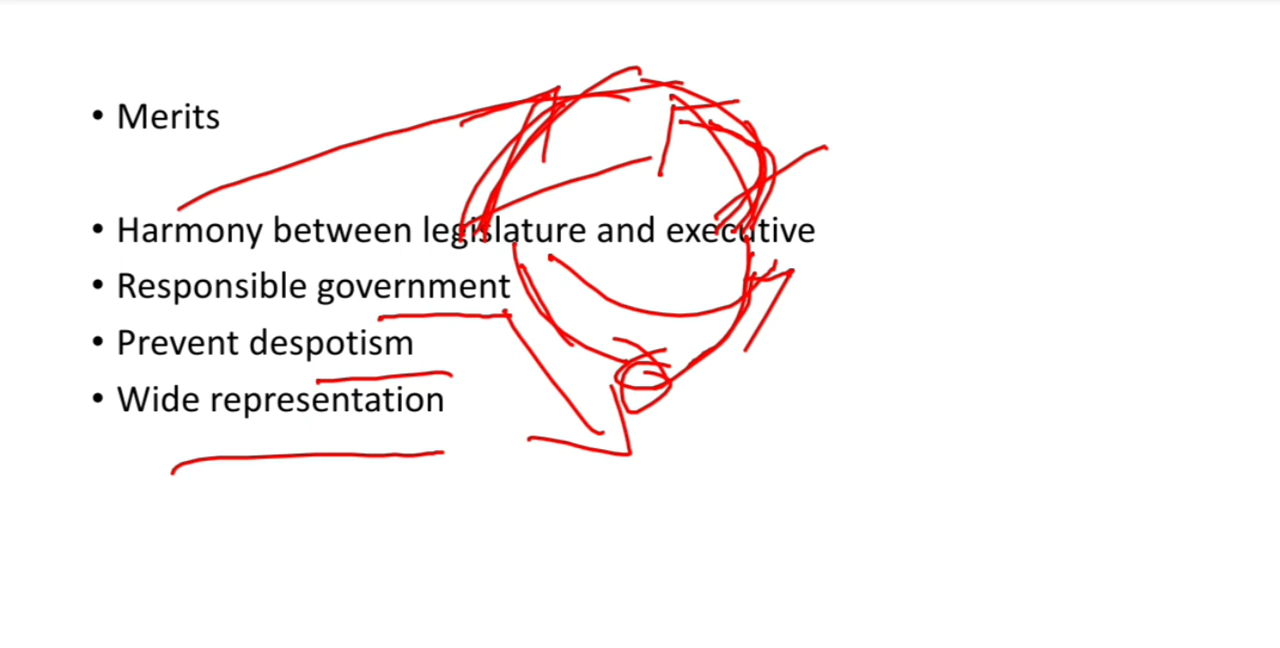 • Merits
• Harmony between legislature and executive
• Responsible government
• Prevent despotism
• Wide representation